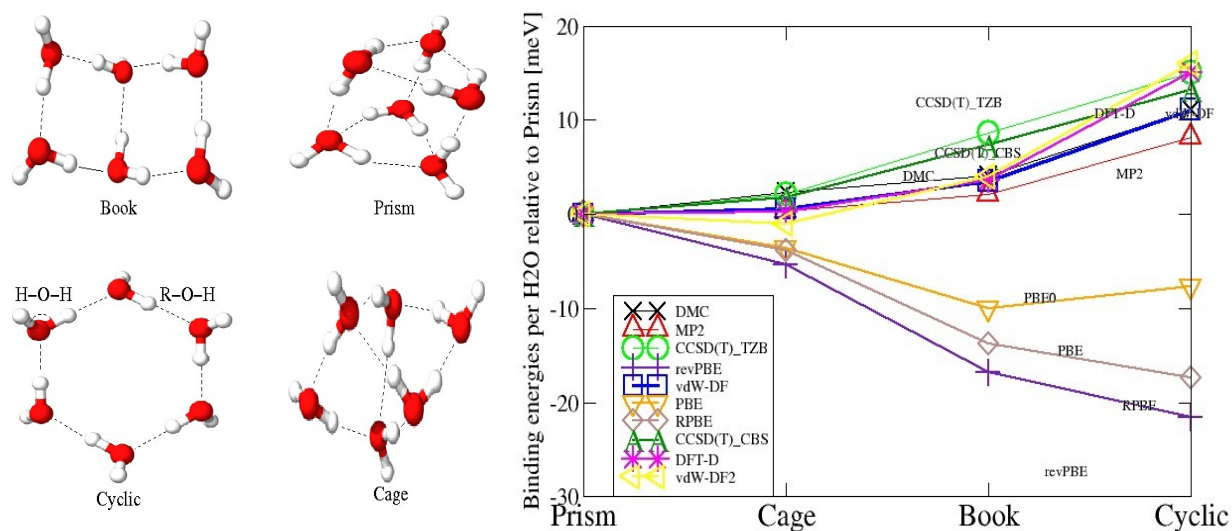 Book
Prism
H–O–H
R–O–H
Cyclic
Cage
Binding energies per H2O relative to Prism [meV]
20
10
0
-10
-20
-30
Prism
Cage
Book
Cyclic
CCSD(T)_TZB
DFT-D
vdW-DF
CCSD(T)_CBS
DMC
MP2
PBE0
PBE
RPBE
revPBE
DMC
MP2
CCSD(T)_TZB
revPBE
vdW-DF
PBE
RPBE
CCSD(T)_CBS
DFT-D
vdW-DF2